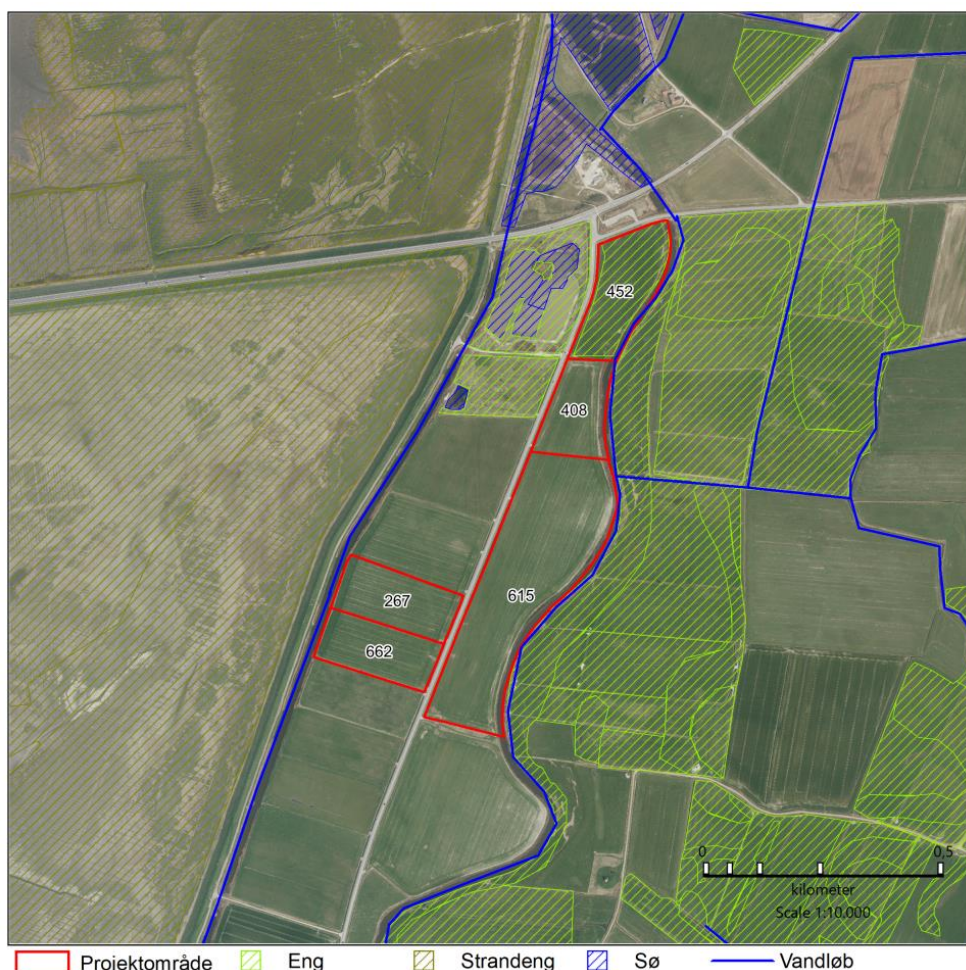 452
408
615
267
662
0 0,5
kilometer
Scale 1:10.000
Projektområde Eng Strandeng Sø Vandløb